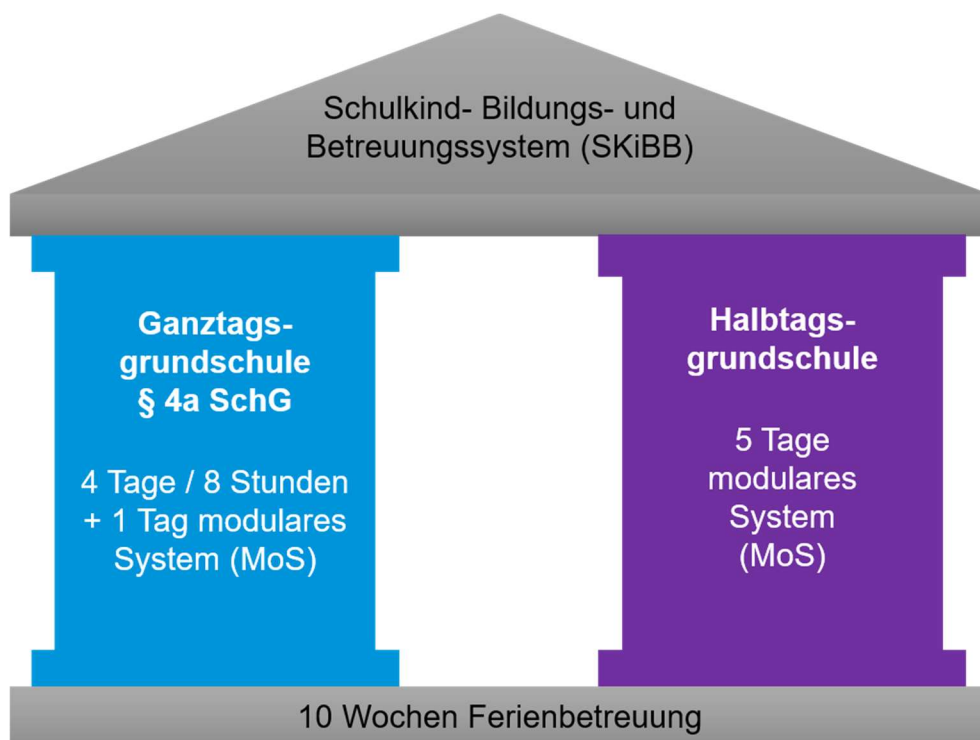 Schulkind- Bildungs- und
Betreuungssystem (SKiBB)
Ganztags-
grundschule
§ 4a SchG
4 Tage / 8 Stunden
+ 1 Tag modulares
System (MoS)
Halbtags-
grundschule
5 Tage
modulares
System
(MoS)
10 Wochen Ferienbetreuung